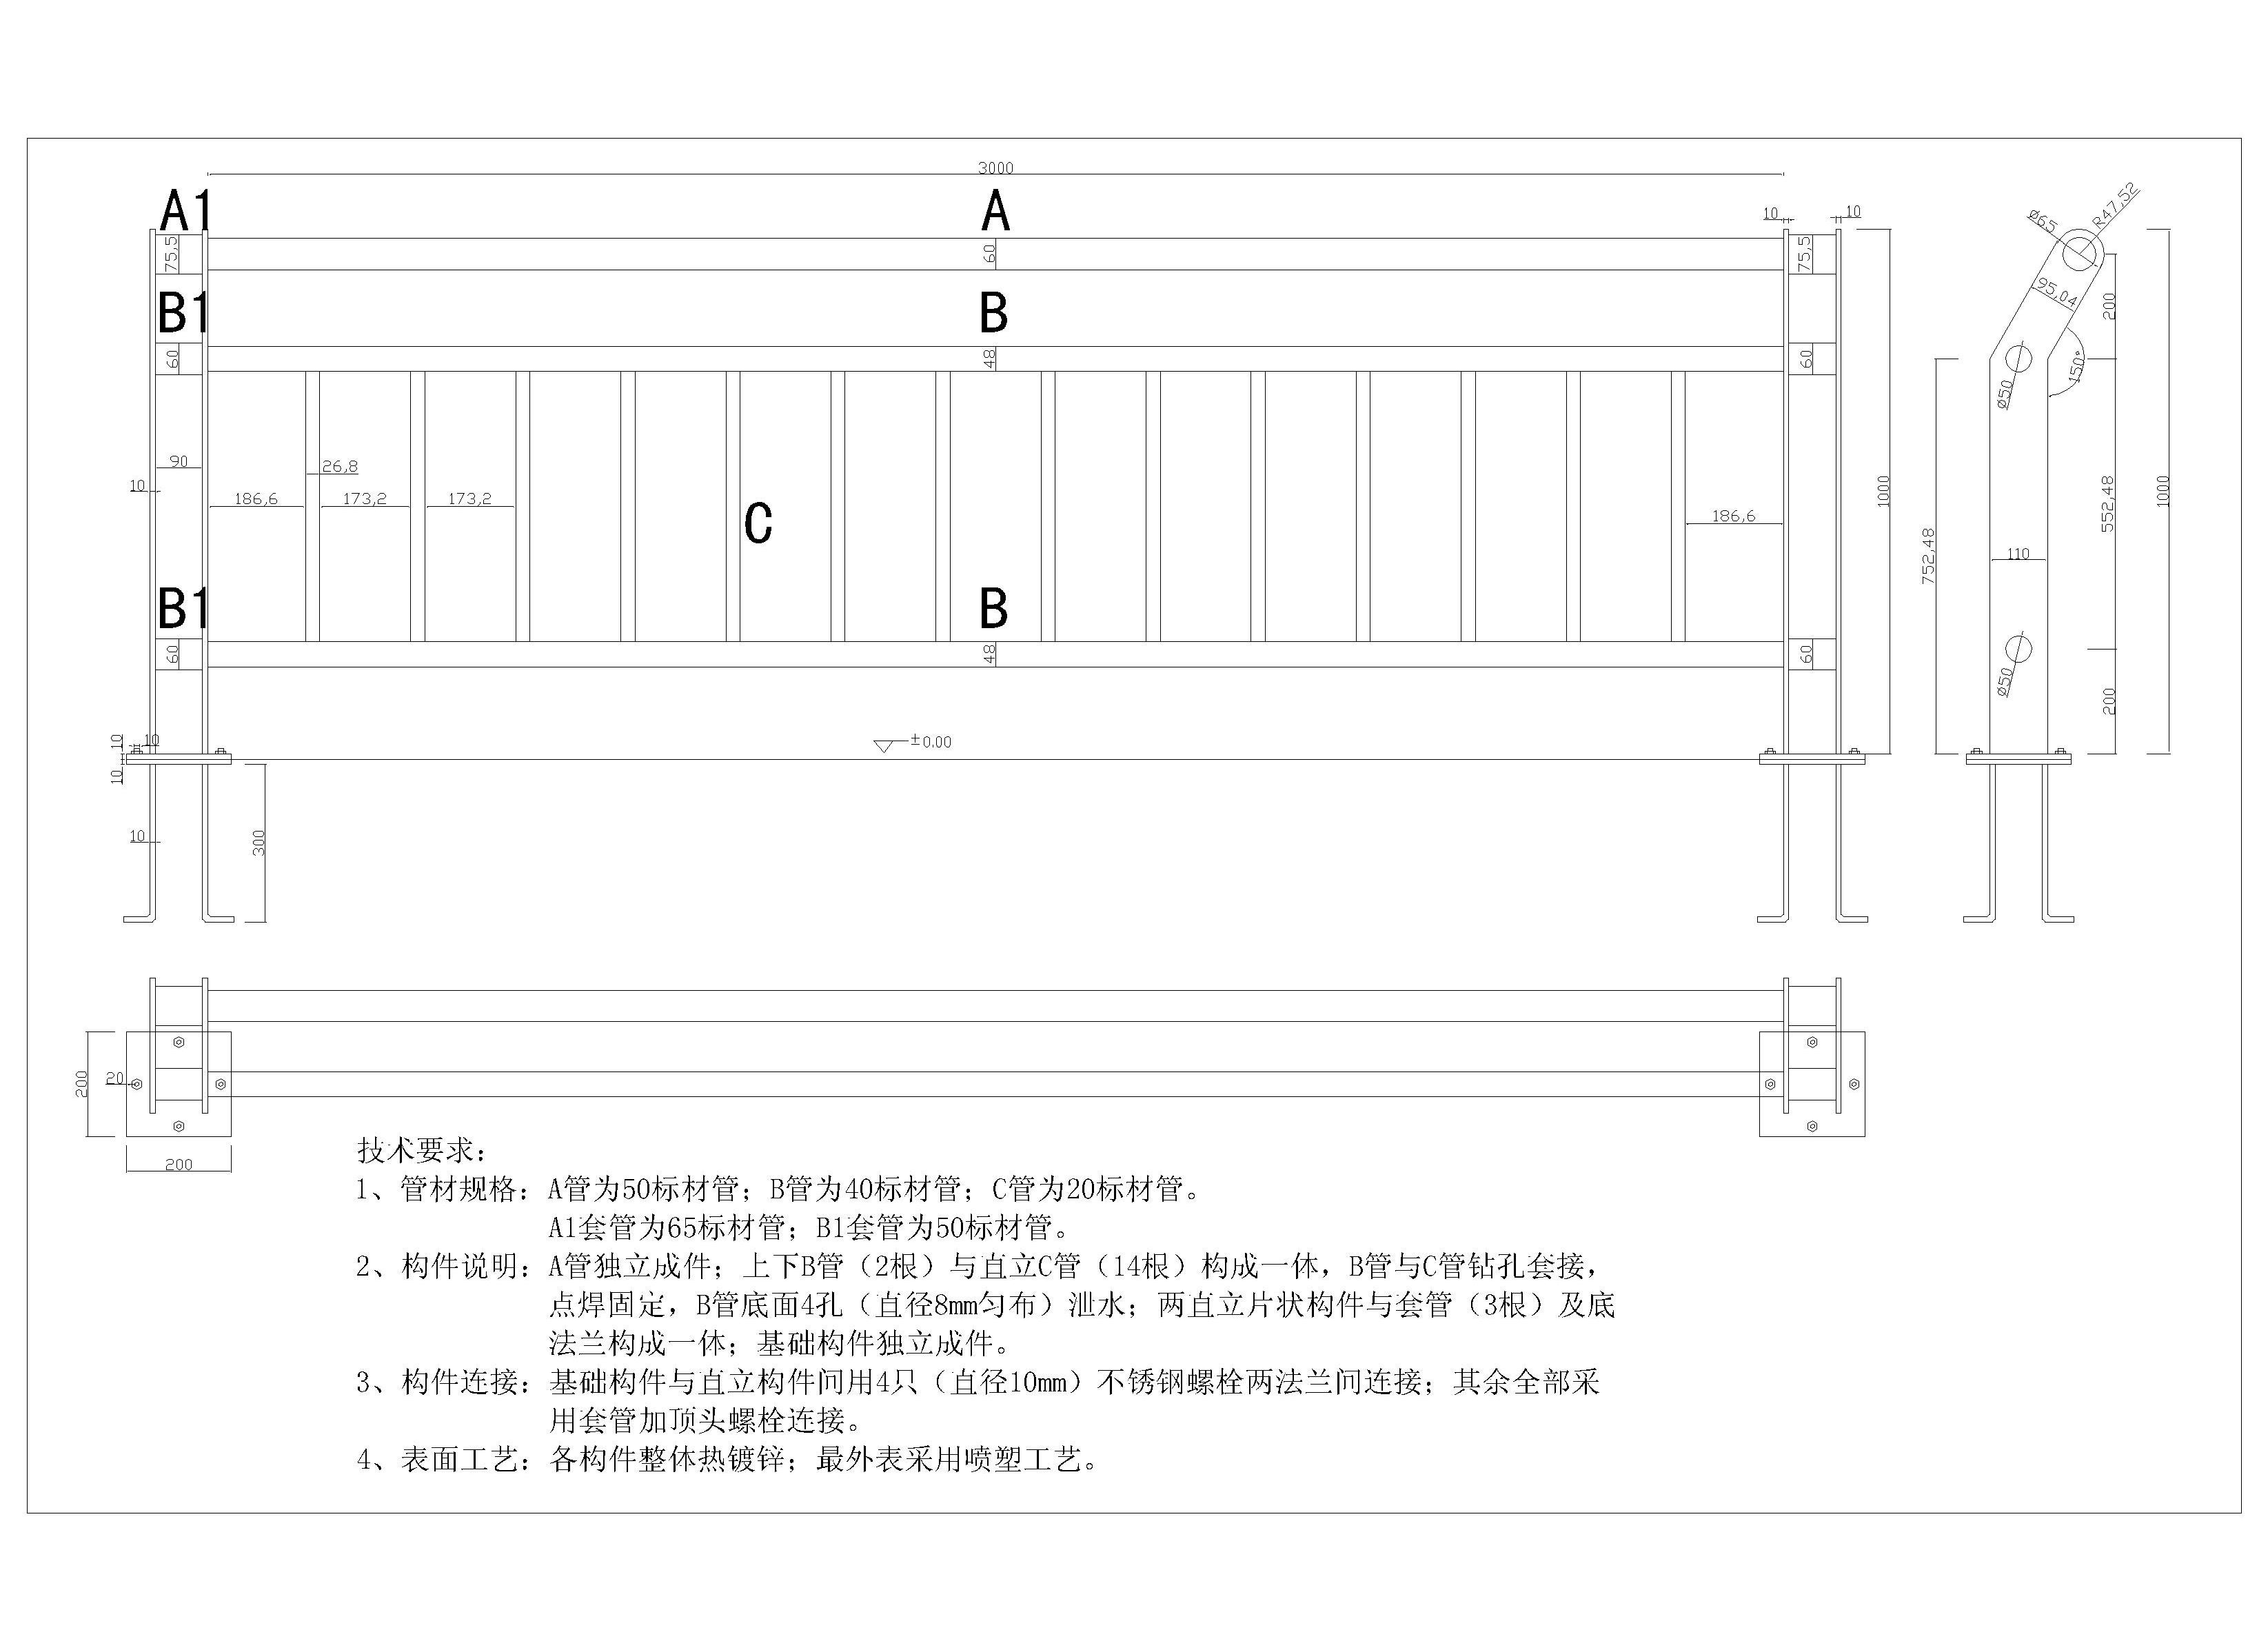 3000
A1
A
10
10
75,5
60
75,5
B1
B
60
48
60
90
10
26,8
186,6
173,2
173,2
C
186,6
1000
B1
B
60
48
60
10
10
10
±0.00
10
300
Ø65
R47,52
95,04
200
150°
Ø50
752,48
552,48
1000
110
Ø50
200
200
20
200
技术要求：
1、管材规格：A管为50标材管；B管为40标材管；C管为20标材管。
A1套管为65标材管；B1套管为50标材管。
2、构件说明：A管独立成件；上下B管（2根）与直立C管（14根）构成一体，B管与C管钻孔套接，
点焊固定，B管底面4孔（直径8mm匀布）泄水；两直立片状构件与套管（3根）及底
法兰构成一体；基础构件独立成件。
3、构件连接：基础构件与直立构件间用4只（直径10mm）不锈钢螺栓两法兰间连接；其余全部采
用套管加顶头螺栓连接。
4、表面工艺：各构件整体热镀锌；最外表采用喷塑工艺。